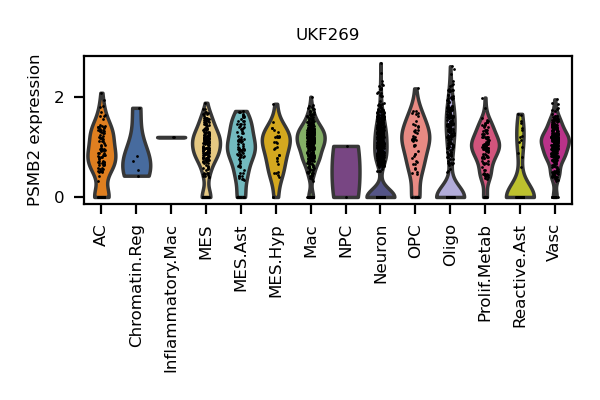 UKF269
PSMB2 expression
2
0
AC
Chromatin.Reg
Inflammatory.Mac
MES
MES.Ast
MES.Hyp
Mac
NPC
Neuron
OPC
Oligo
Prolif.Metab
Reactive.Ast
Vasc